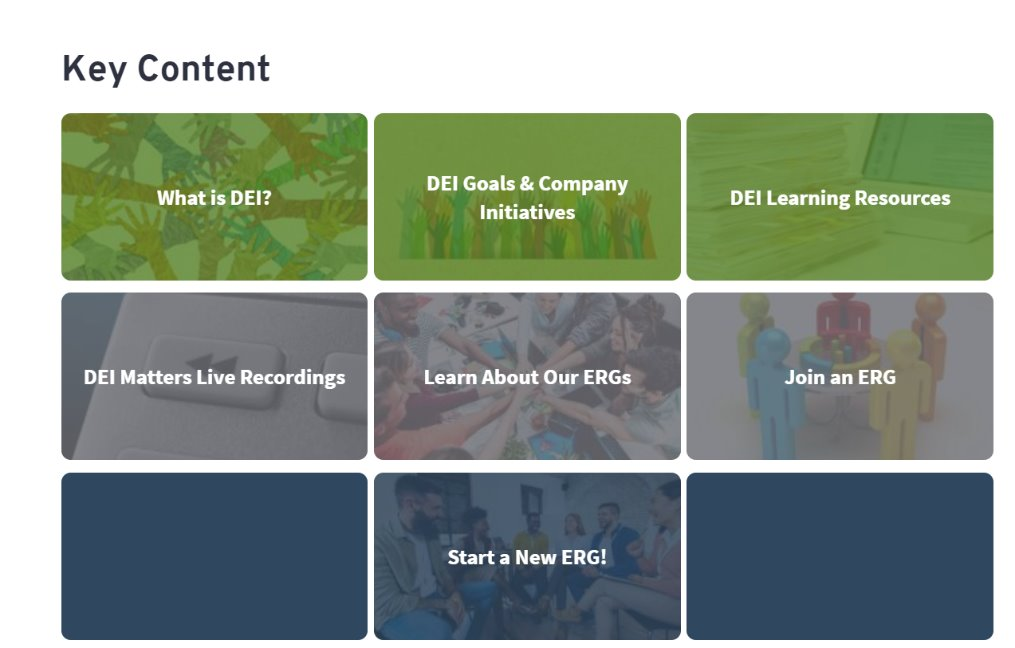 Key Content
What is DEI?
DEI Goals & Company
Initiatives
DEI Learning Resources
DEI Matters Live Recordings
Learn About Our ERGs
Join an ERG
Start a New ERG!